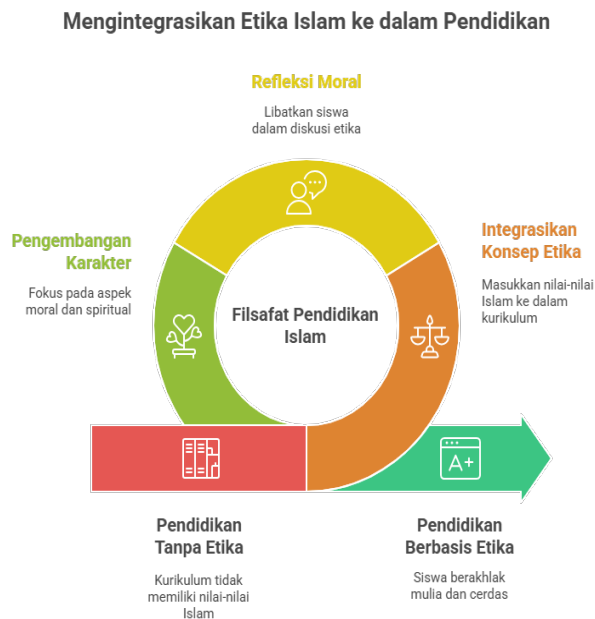 Mengintegrasikan Etika Islam ke dalam Pendidikan
Refleksi Moral
Libatkan siswa
dalam diskusi etika
Pengembangan
Karakter
Fokus pada aspek
moral dan spiritual
Integrasikan
Konsep Etika
Masukkan nilai-nilai
Islam ke dalam
kurikulum
Filsafat Pendidikan
Islam
A+
Pendidikan
Tanpa Etika
Kurikulum tidak
memiliki nilai-nilai
Islam
Pendidikan
Berbasis Etika
Siswa berakhlak
mulia dan cerdas